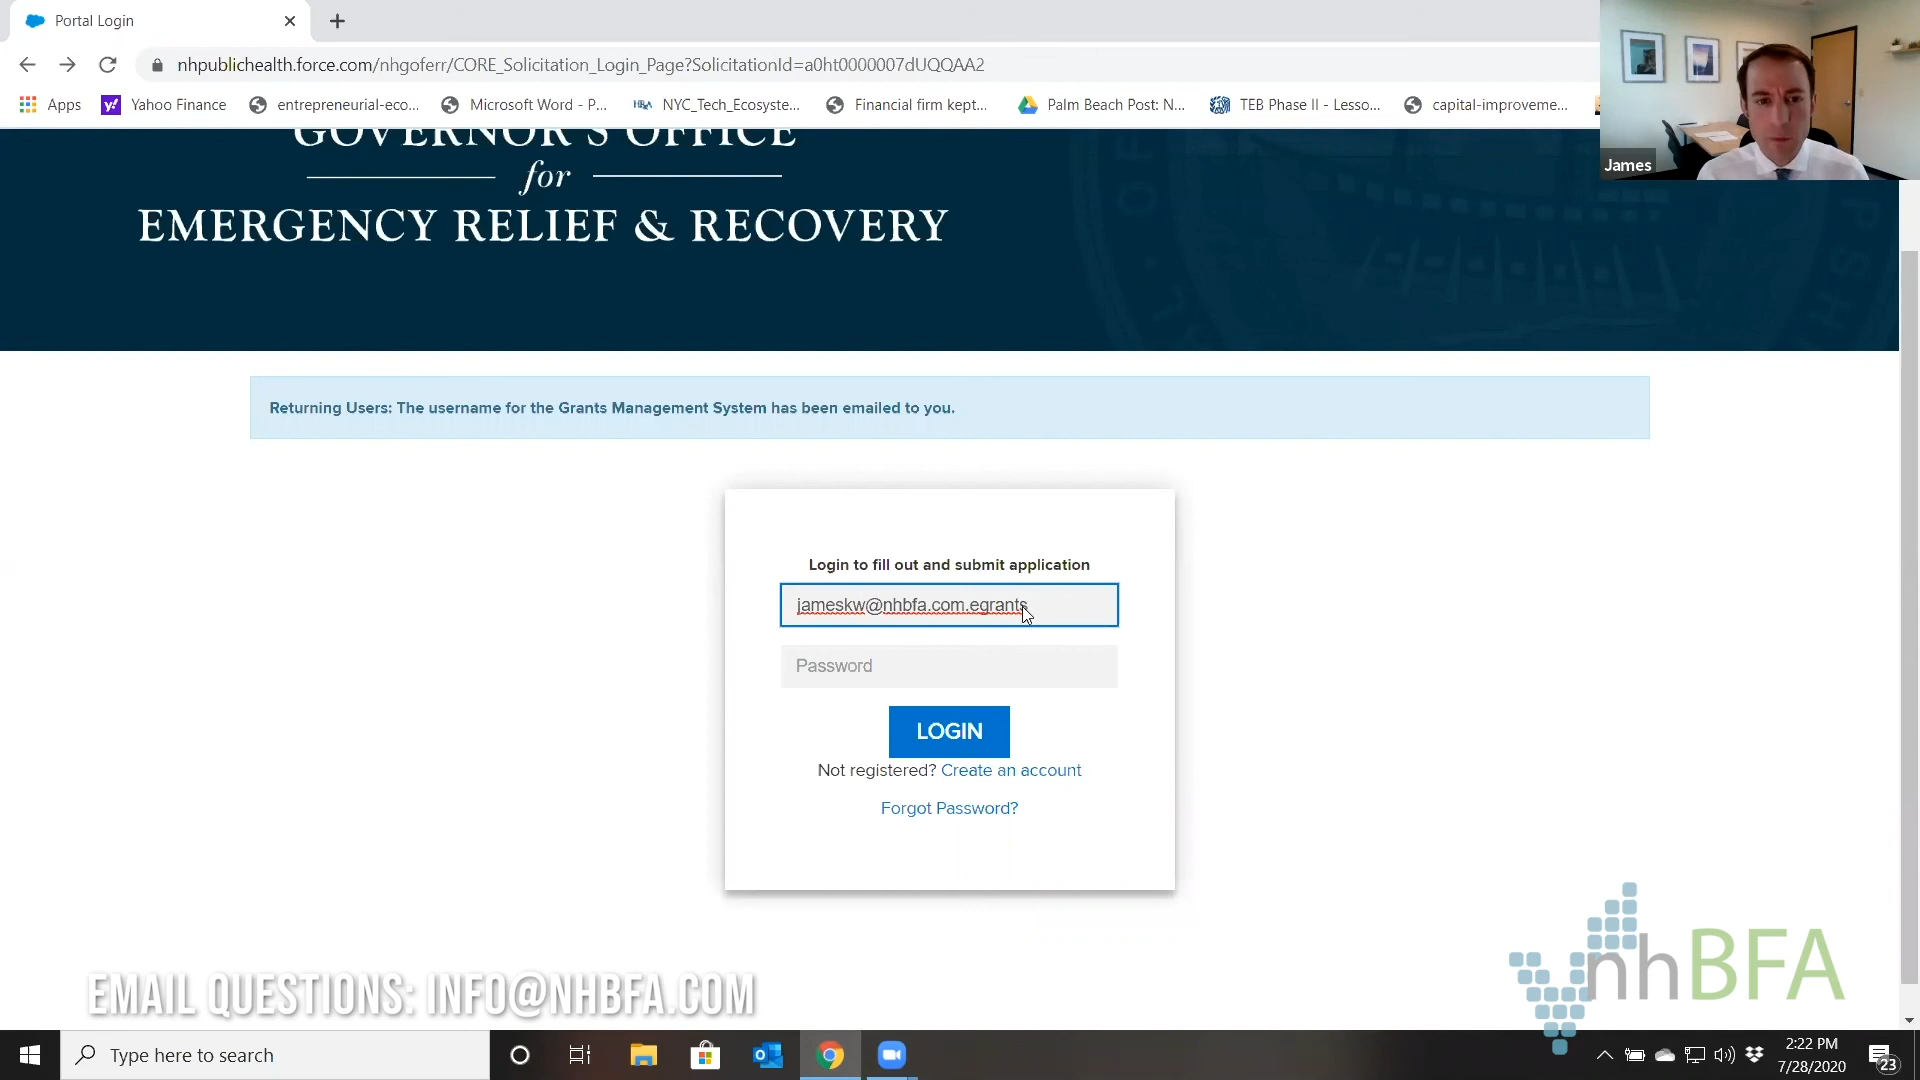 Portal Login
nhpublichealth.force.com/nhgoferr/CORE_Solicitation_Login_Page?SolicitationId=a0ht0000007dUQQAA2
Apps
Yahoo Finance
entrepreneurial-eco...
Microsoft Word - P...
NYC_Tech_Ecosyste...
Financial firm kept...
Palm Beach Post: N...
TEB Phase II - Lesso...
capital-improveme...
James
GOVERNOR'S OFFICE
for
EMERGENCY RELIEF & RECOVERY
Returning Users: The username for the Grants Management System has been emailed to you.
Login to fill out and submit application
jameskw@nhbfa.com.egrants
Password
LOGIN
Not registered? Create an account
Forgot Password?
EMAIL QUESTIONS: INFO@NHBFA.COM
nhBFA
Type here to search
2:22 PM
7/28/2020
23